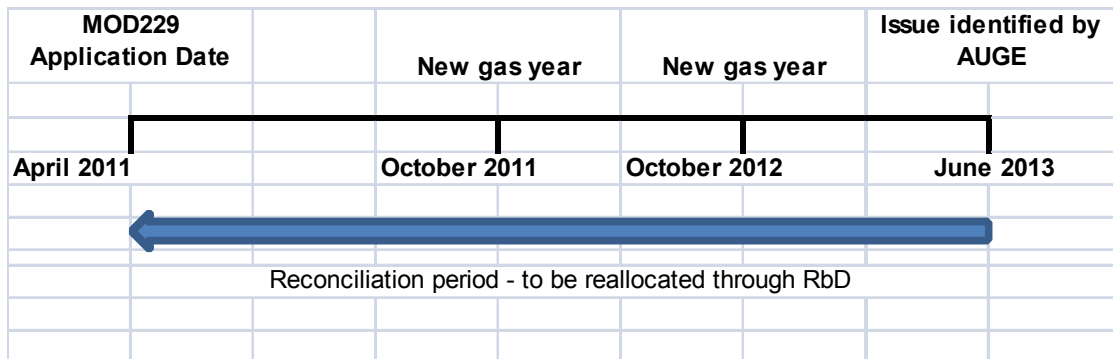 MOD229
Application Date
New gas year
New gas year
Issue identified by
AUGE
April 2011
October 2011
October 2012
June 2013
Reconciliation period - to be reallocated through RbD